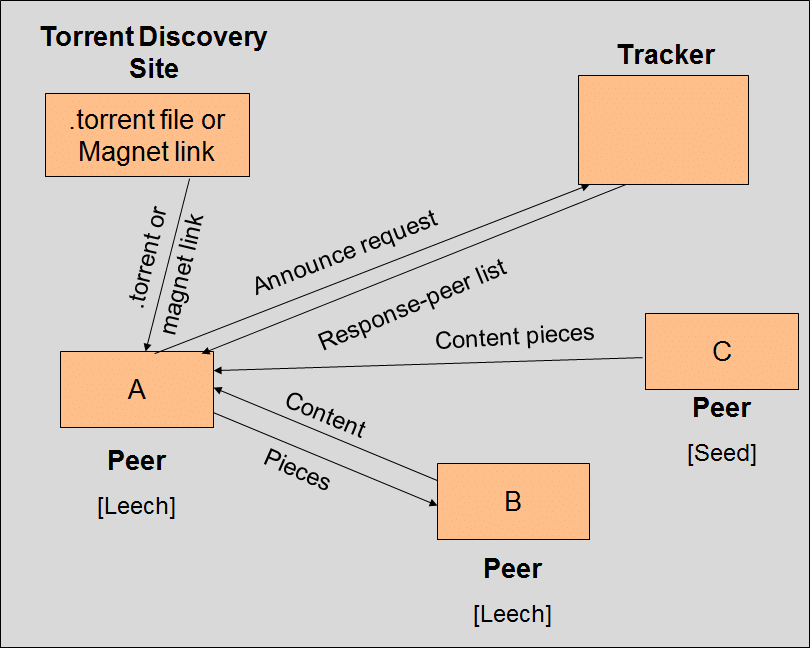 Torrent Discovery
Site
Tracker
.torrent file or
Magnet link
.torrent or
magnet link
Announce request
Response-peer list
Content pieces
C
Peer
[Seed]
A
Peer
[Leech]
Content
Pieces
B
Peer
[Leech]